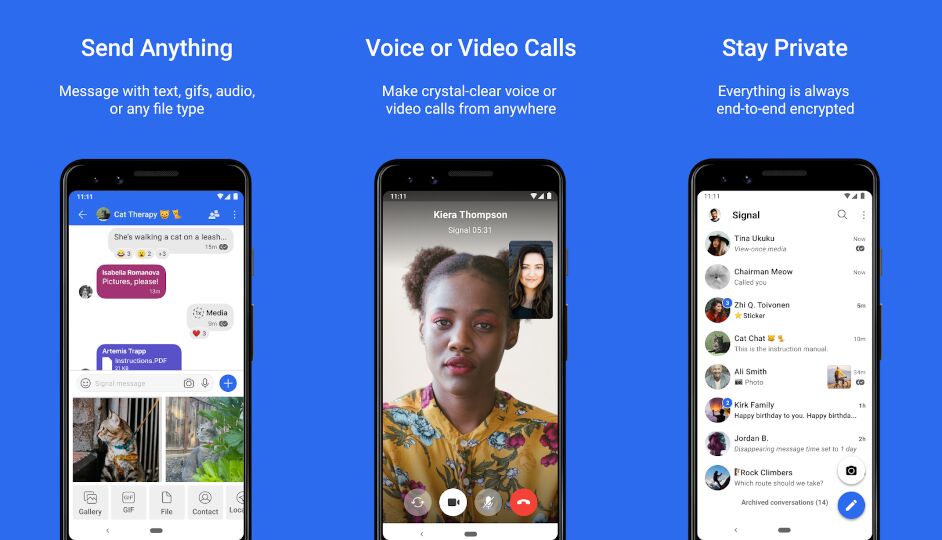 Send Anything
Message with text, gifs, audio,
or any file type
11:11
Cat Therapy
She's walking a cat on a leash...
15m
3
2
+3
Isabella Romanova
Pictures, please!
13m
1x
Media
9m
3
Artemis Trapp
Instructions.PDF
21 KB
Signal message
Gallery
GIF
GIF
File
Contact
Loca
Voice or Video Calls
Make crystal-clear voice or
video calls from anywhere
11:11
Kiera Thompson
Signal 05:31
Stay Private
Everything is always
end-to-end encrypted
11:11
Signal
Tina Ukuku
Now
View-once media
Chairman Meow
Now
Called you
Zhi Q. Toivonen
5m
Sticker
Cat Chat
10m
This is the instruction manual.
Ali Smith
34m
Photo
Kirk Family
1h
Happy birthday to you. Happy birthda...
Jordan B.
2h
Disappearing message time set to 1 day
Rock Climbers
Which route should we take?
Archived conversations (14)